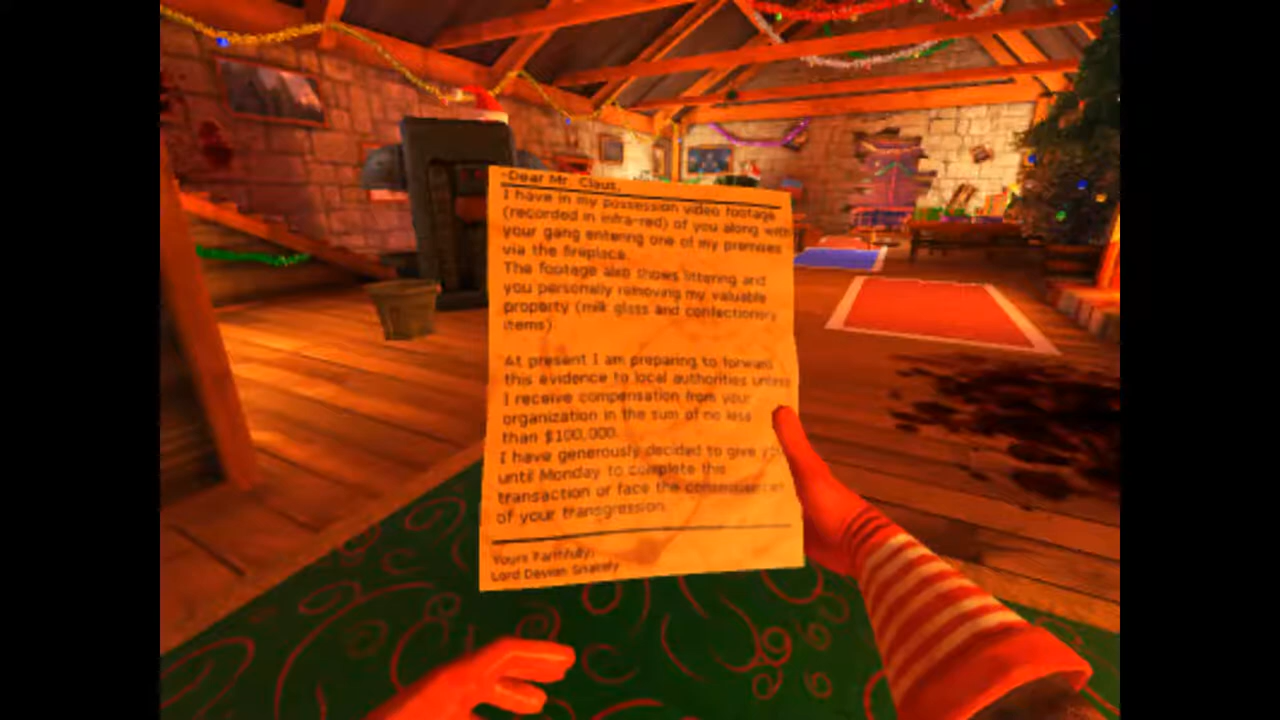 -Dear Mr. Claus,
I have in my possession video footage
(recorded in infra-red) of you along with
your gang entering one of my premises
via the fireplace.
The footage also shows littering and
you personally removing my valuable
property (milk glass and confectionery
items)
At present I am preparing to forward
this evidence to local authorities unless
I receive compensation from your
organization in the sum of no less
than $100,000.
I have generously decided to give
until Monday to complete this
transaction or face the consequences
of your transgression.
Yours Faithfully,
Lord